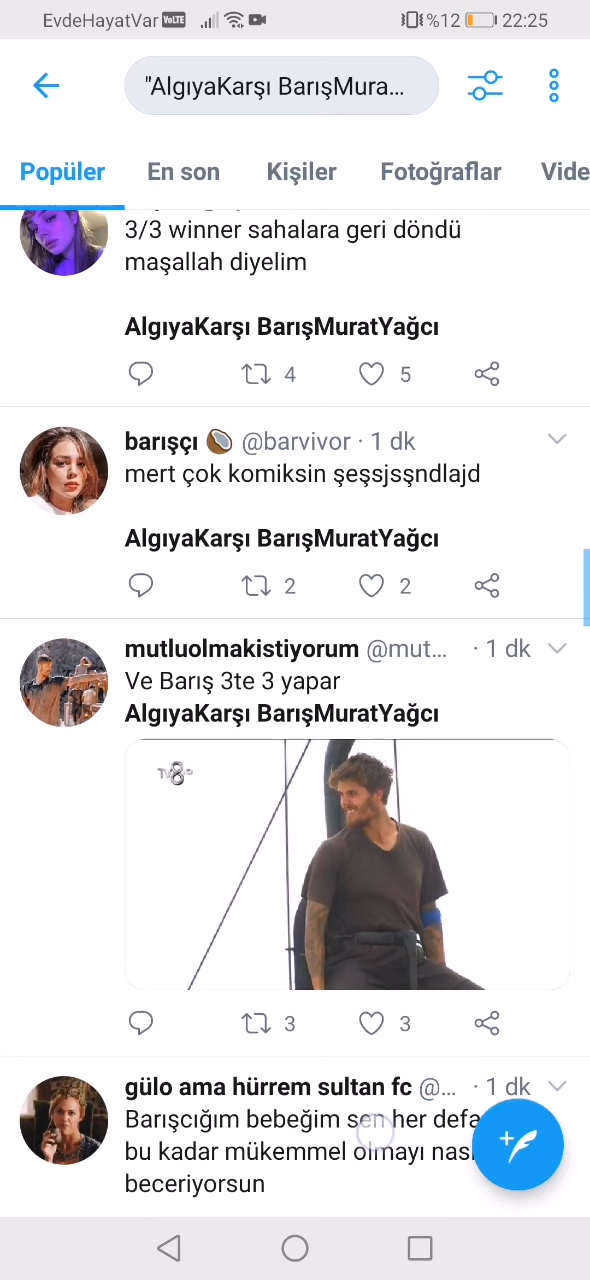 EvdeHayatVar VoLTE %12 22:25
"AlgıyaKarşı BarışMura...
Popüler En son Kişiler Fotoğraflar Vide
3/3 winner sahalara geri döndü
maşallah diyelim
AlgıyaKarşı BarışMuratYağcı
4 5
barışçı @barvivor · 1 dk
mert çok komiksin şeşsjsşndlajd
AlgıyaKarşı BarışMuratYağcı
2 2
mutluolmakistiyorum @mut... · 1 dk
Ve Barış 3te 3 yapar
AlgıyaKarşı BarışMuratYağcı
TV8
3 3
gülo ama hürrem sultan fc @... · 1 dk
Barışcığım bebeğim sen her defa
bu kadar mükemmel olmayı nası
beceriyorsun